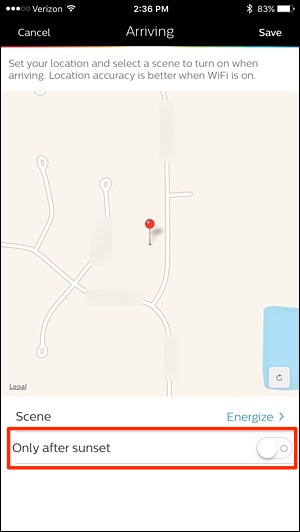 Verizon 2:36 PM 83%
Cancel Arriving Save
Set your location and select a scene to turn on when
arriving. Location accuracy is better when WiFi is on.
Legal
Scene Energize
Only after sunset